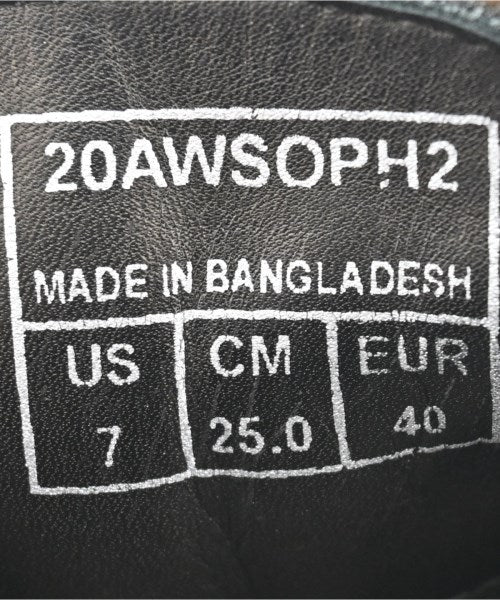 20AWSOPH2
MADE IN BANGLADESH
US CM EUR
7 25.0 40